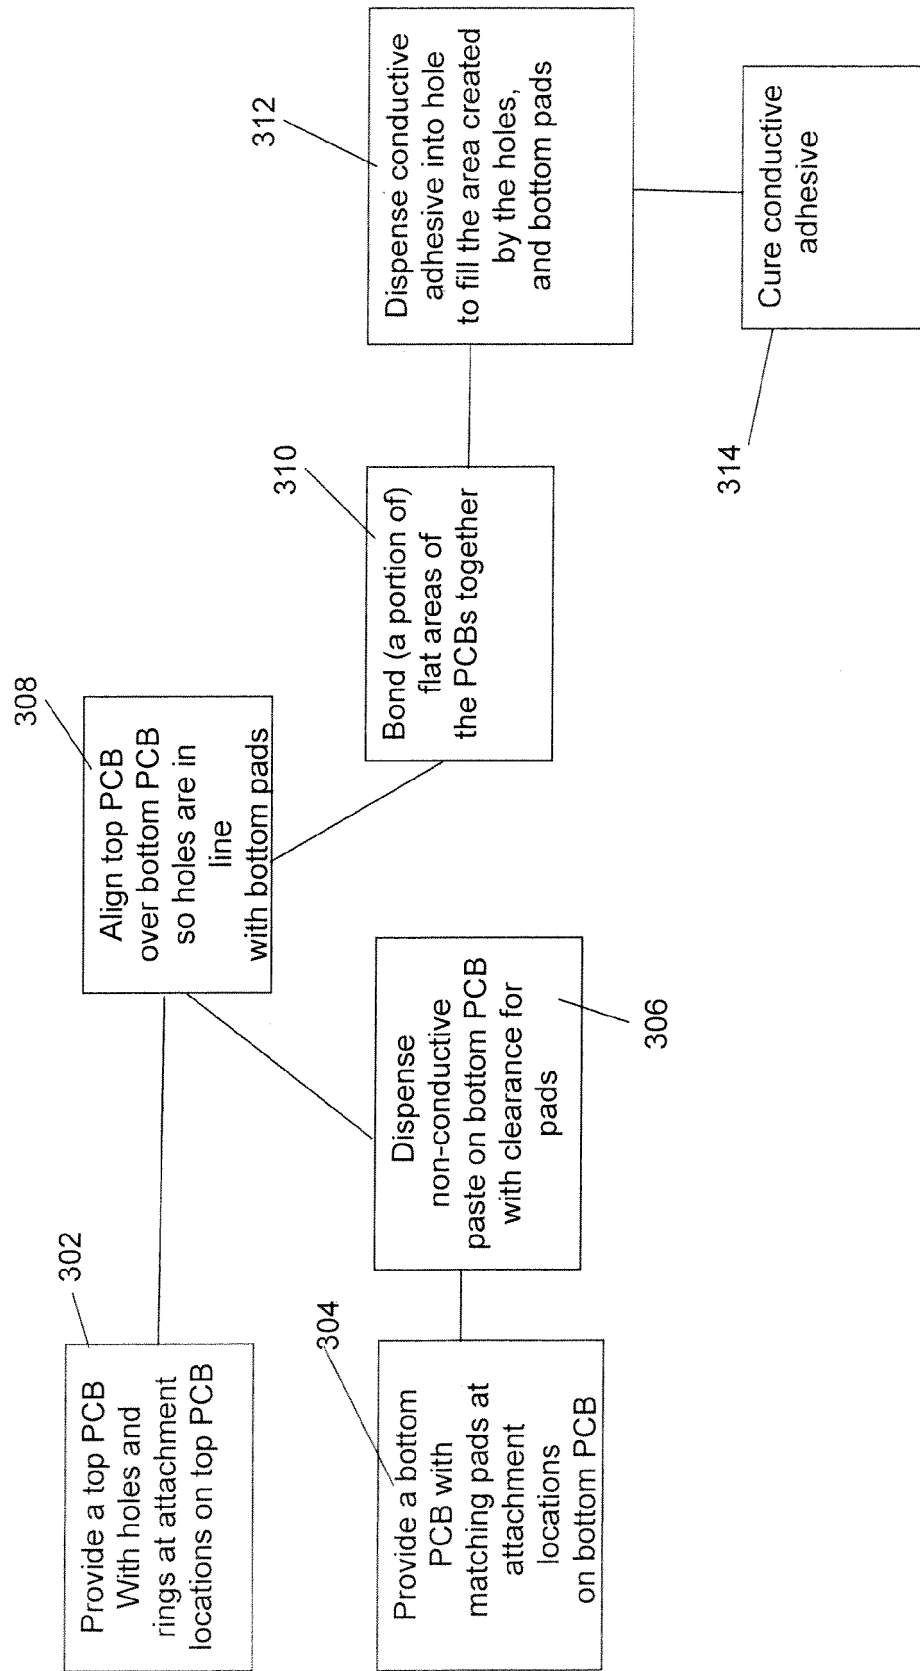 302
Provide a top PCB
With holes and
rings at attachment
locations on top PCB
304
Provide a bottom
PCB with
matching pads at
attachment
locations
on bottom PCB
306
Dispense
non-conductive
paste on bottom PCB
with clearance for
pads
308
Align top PCB
over bottom PCB
so holes are in
line
with bottom pads
310
Bond (a portion of)
flat areas of
the PCBs together
312
Dispense conductive
adhesive into hole
to fill the area created
by the holes,
and bottom pads
314
Cure conductive
adhesive